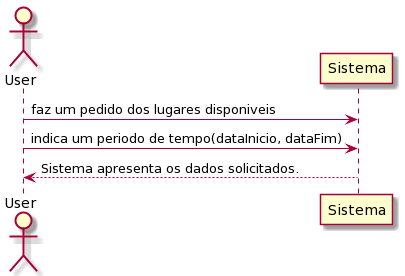 User
Sistema
faz um pedido dos lugares disponiveis
indica um periodo de tempo(dataInicio, dataFim)
Sistema apresenta os dados solicitados.
User
Sistema